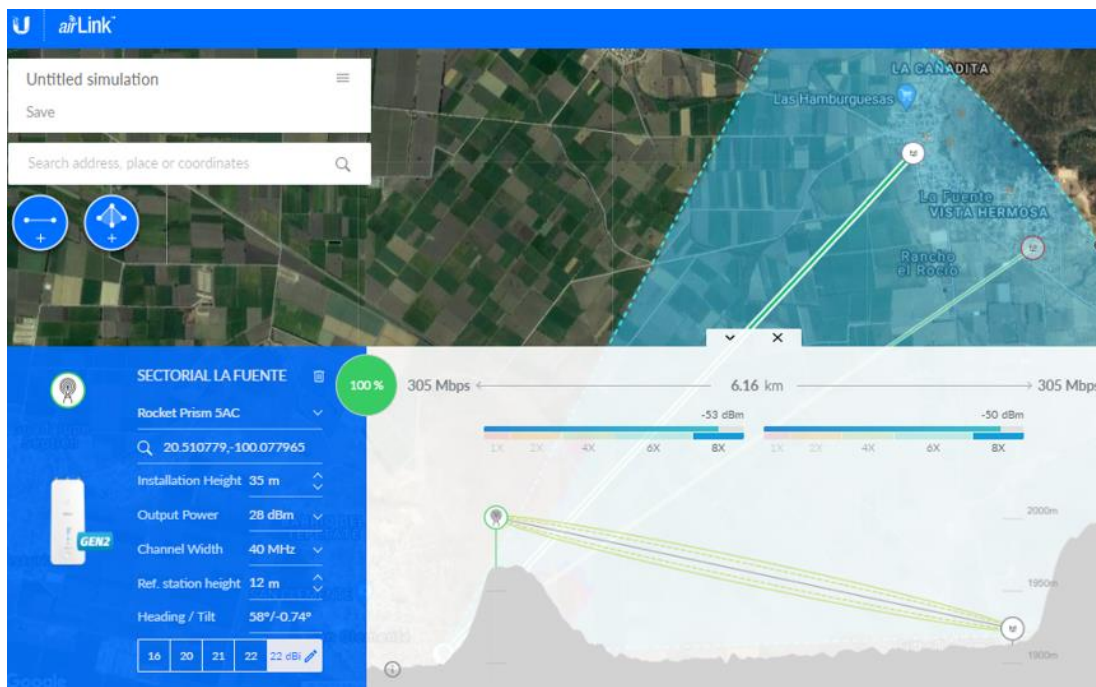 U airLink™
Untitled simulation
Save
Search address, place or coordinates
LA CAÑADITA
Las Hamburguesas
La Fuente
VISTA HERMOSA
Rancho
el Rocío
SECTORIAL LA FUENTE
100 %
305 Mbps
6.16 km
305 Mbps
Rocket Prism 5AC
-53 dBm
-50 dBm
20.510779,-100.077965
1X 2X 4X 6X 8X
1X 2X 4X 6X 8X
Installation Height 35 m
Output Power 28 dBm
2000m
GEN2
Channel Width 40 MHz
Ref. station height 12 m
1950m
Heading / Tilt 58°/-0.74°
16 20 21 22 22 dBi
1900m
Google